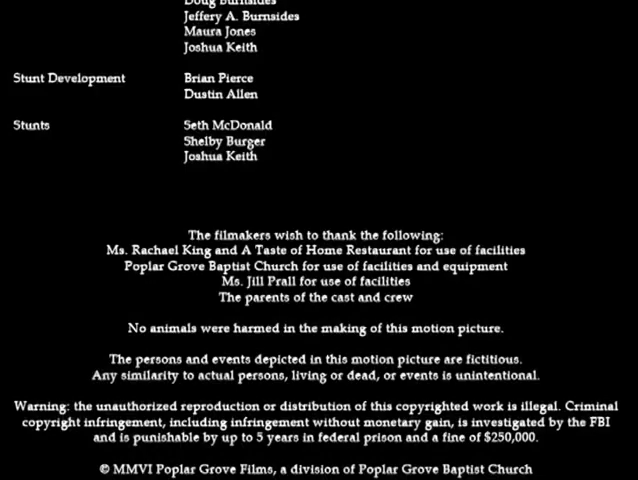 Doug Burnsides
Jeffery A. Burnsides
Maura Jones
Joshua Keith
Stunt Development Brian Pierce
Dustin Allen
Stunts Seth McDonald
Shelby Burger
Joshua Keith
The filmakers wish to thank the following:
Ms. Rachael King and A Taste of Home Restaurant for use of facilities
Poplar Grove Baptist Church for use of facilities and equipment
Ms. Jill Prall for use of facilities
The parents of the cast and crew
No animals were harmed in the making of this motion picture.
The persons and events depicted in this motion picture are fictitious.
Any similarity to actual persons, living or dead, or events is unintentional.
Warning: the unauthorized reproduction or distribution of this copyrighted work is illegal. Criminal
copyright infringement, including infringement without monetary gain, is investigated by the FBI
and is punishable by up to 5 years in federal prison and a fine of $250,000.
© MMVI Poplar Grove Films, a division of Poplar Grove Baptist Church